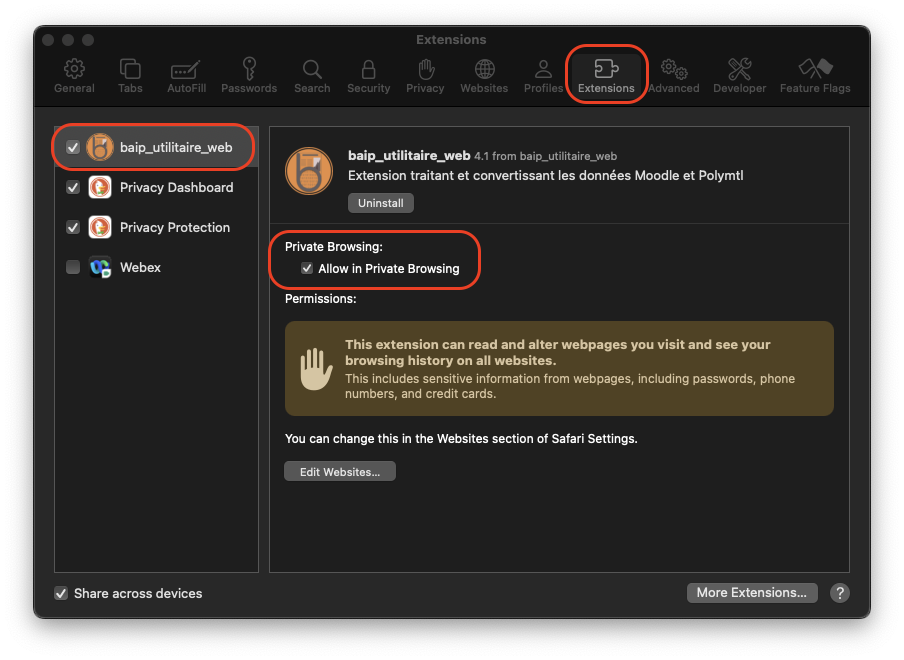 Extensions
General Tabs AutoFill Passwords Search Security Privacy Websites Profiles Extensions Advanced Developer Feature Flags
baip_utilitaire_web
Privacy Dashboard
Privacy Protection
Webex
baip_utilitaire_web 4.1 from baip_utilitaire_web
Extension traitant et convertissant les données Moodle et Polymtl
Uninstall
Private Browsing:
Allow in Private Browsing
Permissions:
This extension can read and alter webpages you visit and see your
browsing history on all websites.
This includes sensitive information from webpages, including passwords, phone
numbers, and credit cards.
You can change this in the Websites section of Safari Settings.
Edit Websites...
Share across devices
More Extensions...
?